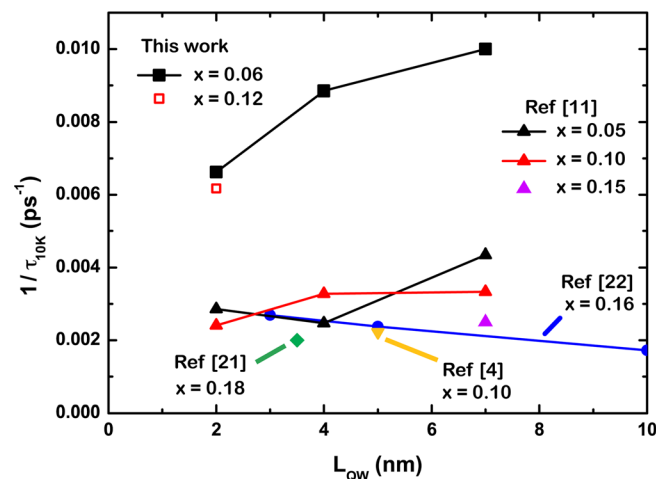 This work
x = 0.06
x = 0.12
Ref [11]
x = 0.05
x = 0.10
x = 0.15
Ref [22]
x = 0.16
Ref [21]
x = 0.18
Ref [4]
x = 0.10
0.010
0.008
0.006
0.004
0.002
0.000
1/ τ10K (ps-1)
0 2 4 6 8 10
LQW (nm)